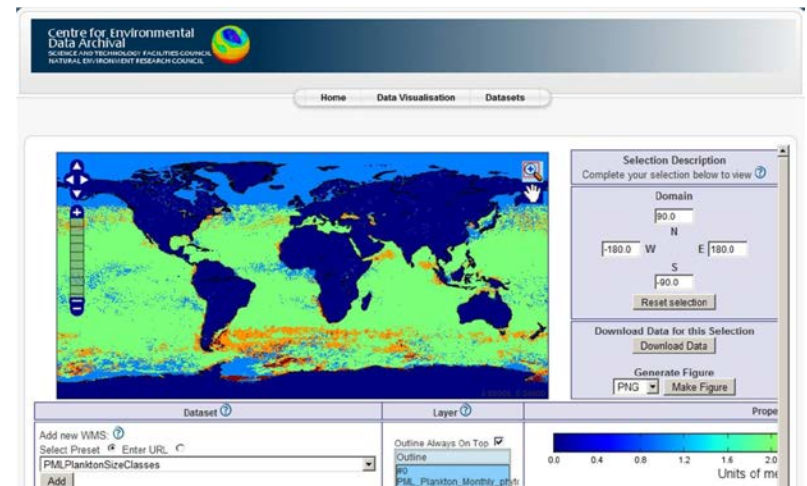 Centre for Environmental
Data Archival
SCIENCE AND TECHNOLOGY FACILITIES COUNCIL
NATURAL ENVIRONMENT RESEARCH COUNCIL
Home Data Visualisation Datasets
Selection Description
Complete your selection below to view ?
Domain
90.0
N
-180.0 W E 180.0
S
-90.0
Reset selection
Download Data for this Selection
Download Data
Generate Figure
PNG Make Figure
Dataset ? Layer ? Prope
Add new WMS: ?
Select Preset Enter URL
PMLPlanktonSizeClasses
Add
Outline Always On Top
Outline
#0
PML_Plankton_Monthly_phyt
0.0 0.4 0.8 1.2 1.6 2.0
Units of me